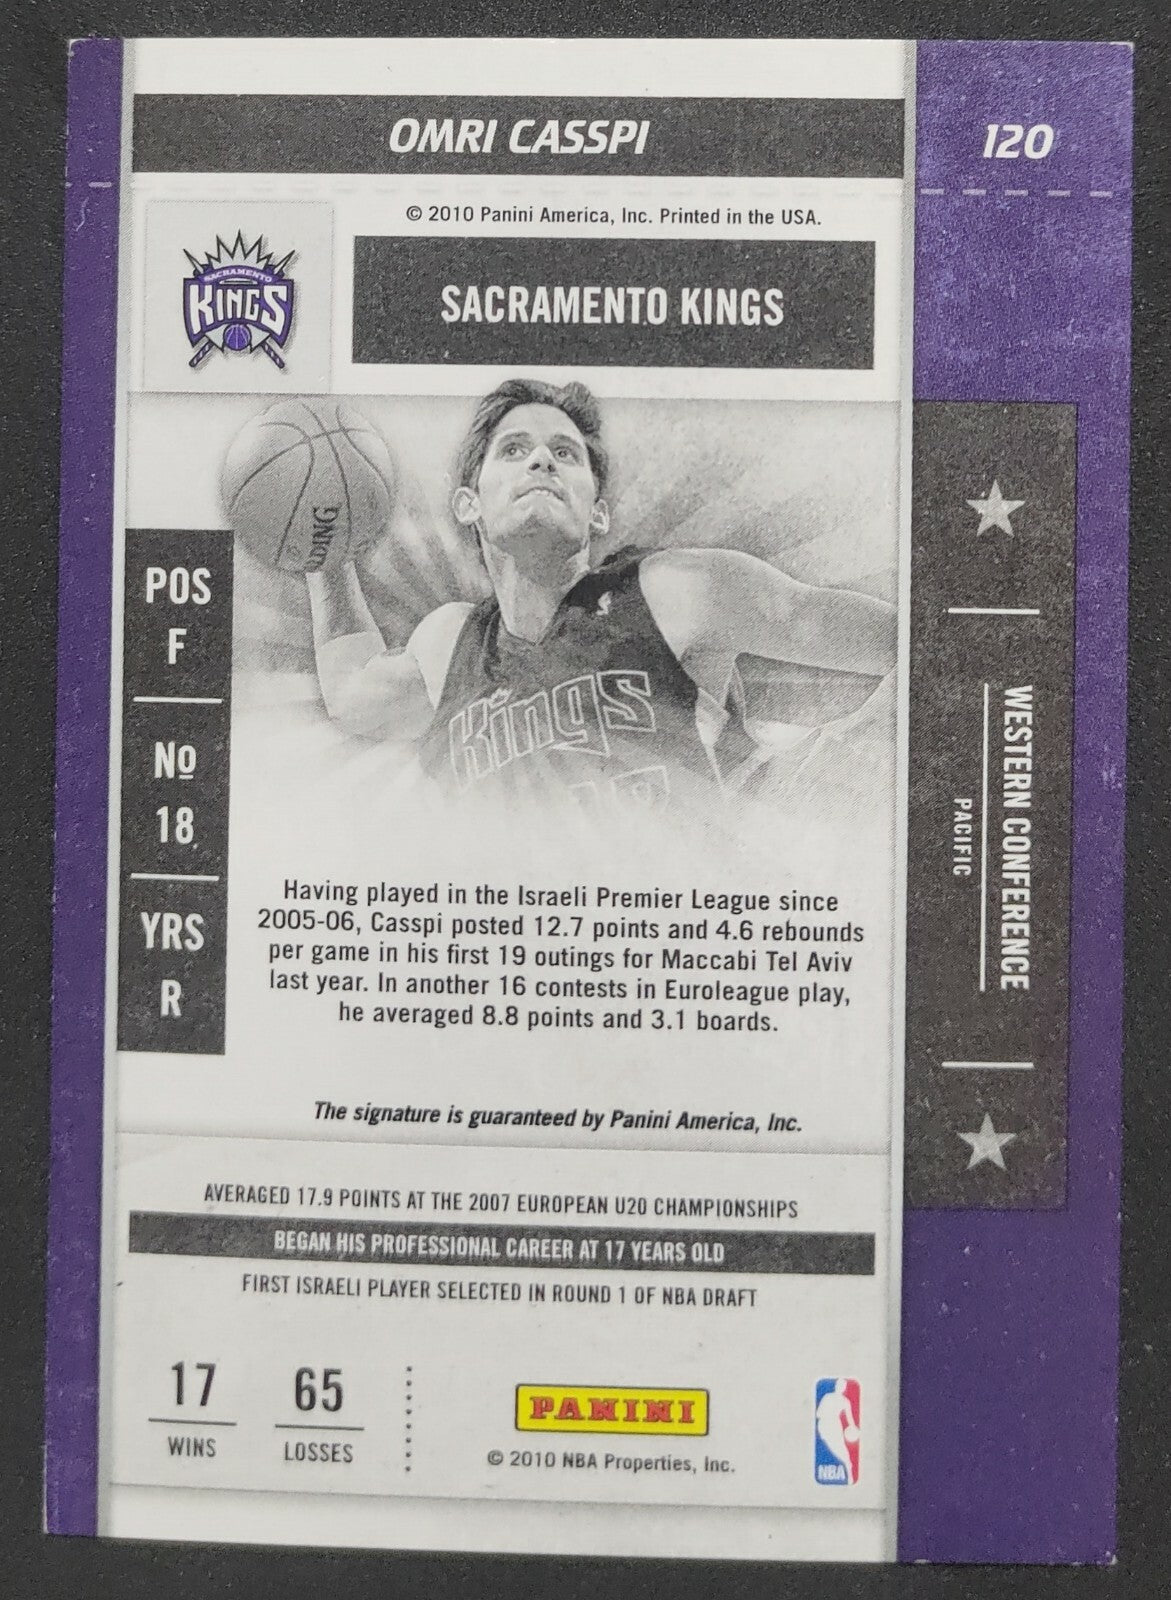 OMRI CASSPI
120
© 2010 Panini America, Inc. Printed in the USA.
SACRAMENTO
KINGS
SACRAMENTO KINGS
DING
Kings
POS
F
No
18
YRS
R
WESTERN CONFERENCE
PACIFIC
Having played in the Israeli Premier League since
2005-06, Casspi posted 12.7 points and 4.6 rebounds
per game in his first 19 outings for Maccabi Tel Aviv
last year. In another 16 contests in Euroleague play,
he averaged 8.8 points and 3.1 boards.
The signature is guaranteed by Panini America, Inc.
AVERAGED 17.9 POINTS AT THE 2007 EUROPEAN U20 CHAMPIONSHIPS
BEGAN HIS PROFESSIONAL CAREER AT 17 YEARS OLD
FIRST ISRAELI PLAYER SELECTED IN ROUND 1 OF NBA DRAFT
17
WINS
65
LOSSES
PANINI
© 2010 NBA Properties, Inc.
NBA